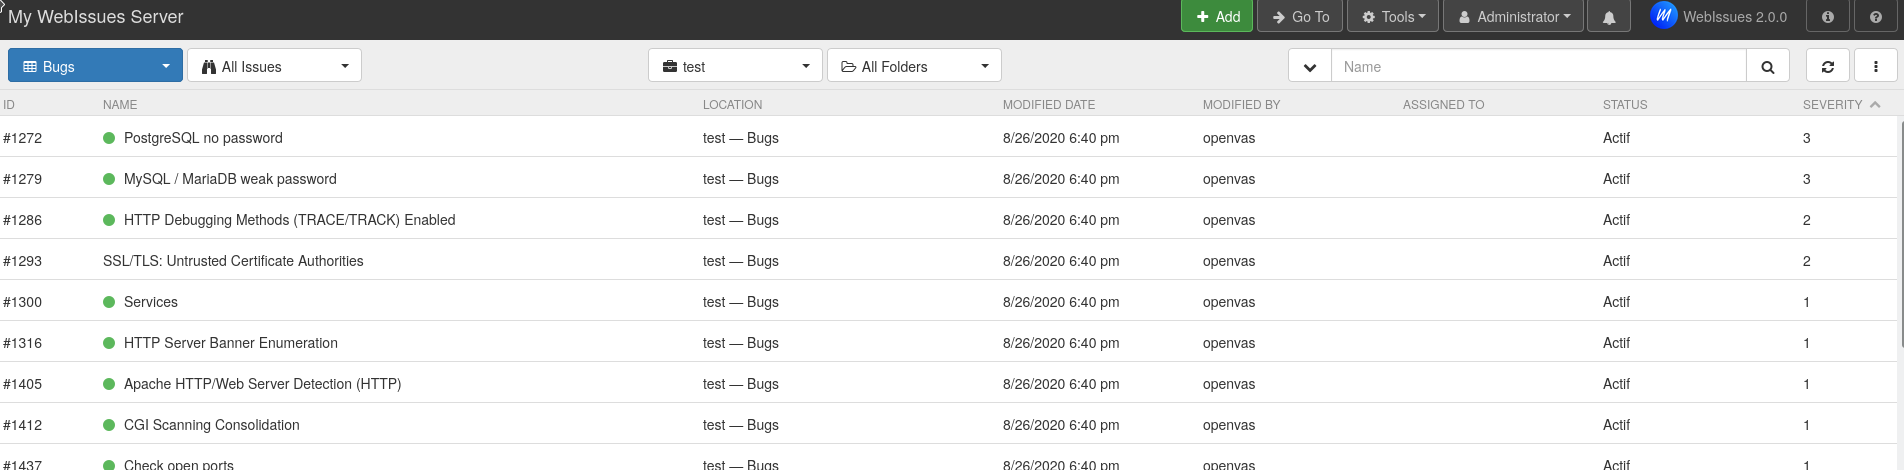 My WebIssues Server Add Go To Tools Administrator WebIssues 2.0.0
Bugs All Issues test All Folders Name
ID NAME LOCATION MODIFIED DATE MODIFIED BY ASSIGNED TO STATUS SEVERITY
#1272 PostgreSQL no password test — Bugs 8/26/2020 6:40 pm openvas Actif 3
#1279 MySQL / MariaDB weak password test — Bugs 8/26/2020 6:40 pm openvas Actif 3
#1286 HTTP Debugging Methods (TRACE/TRACK) Enabled test — Bugs 8/26/2020 6:40 pm openvas Actif 2
#1293 SSL/TLS: Untrusted Certificate Authorities test — Bugs 8/26/2020 6:40 pm openvas Actif 2
#1300 Services test — Bugs 8/26/2020 6:40 pm openvas Actif 1
#1316 HTTP Server Banner Enumeration test — Bugs 8/26/2020 6:40 pm openvas Actif 1
#1405 Apache HTTP/Web Server Detection (HTTP) test — Bugs 8/26/2020 6:40 pm openvas Actif 1
#1412 CGI Scanning Consolidation test — Bugs 8/26/2020 6:40 pm openvas Actif 1
#1437 Check open ports test — Bugs 8/26/2020 6:40 pm openvas Actif 1